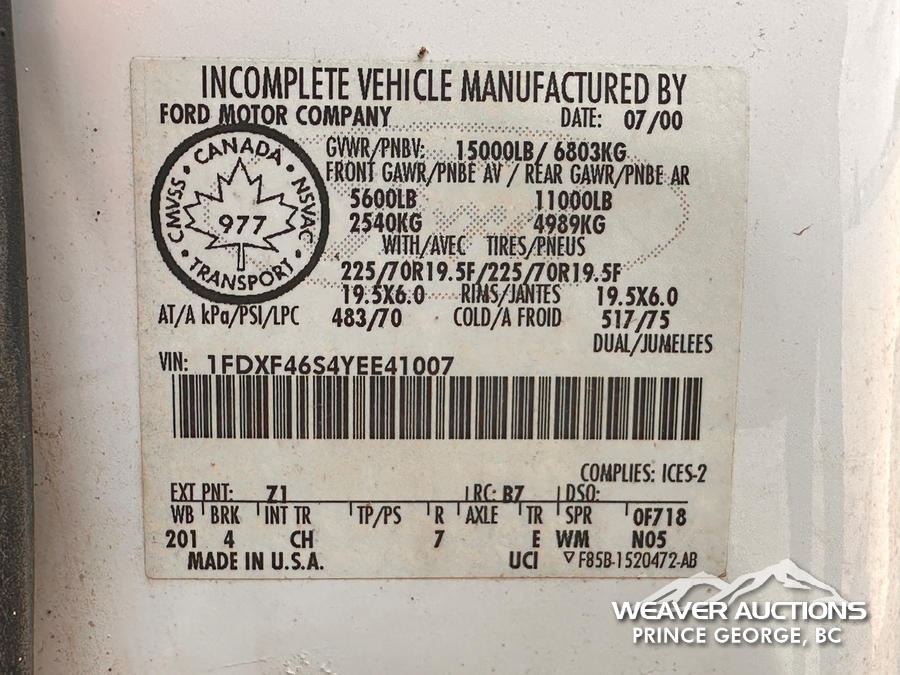 INCOMPLETE VEHICLE MANUFACTURED BY
FORD MOTOR COMPANY DATE: 07/00
CMVSS • CANADA • NSVAC • TRANSPORT •
977
GVWR/PNBV: 15000LB/ 6803KG
FRONT GAWR/PNBE AV / REAR GAWR/PNBE AR
5600LB 11000LB
2540KG 4989KG
WITH/AVEC TIRES/PNEUS
225/70R19.5F/225/70R19.5F
19.5X6.0 RIMS/JANTES 19.5X6.0
AT/A kPa/PSI/LPC 483/70 COLD/A FROID 517/75
DUAL/JUMELEES
VIN: 1FDXF46S4YEE41007
COMPLIES: ICES-2
EXT PNT: Z1 RC: B7 DSO:
WB BRK INT TR TP/PS R AXLE TR SPR 0F718
201 4 CH 7 E WM N05
MADE IN U.S.A. UCI ▽ F85B-1520472-AB
WEAVER AUCTIONS
PRINCE GEORGE, BC